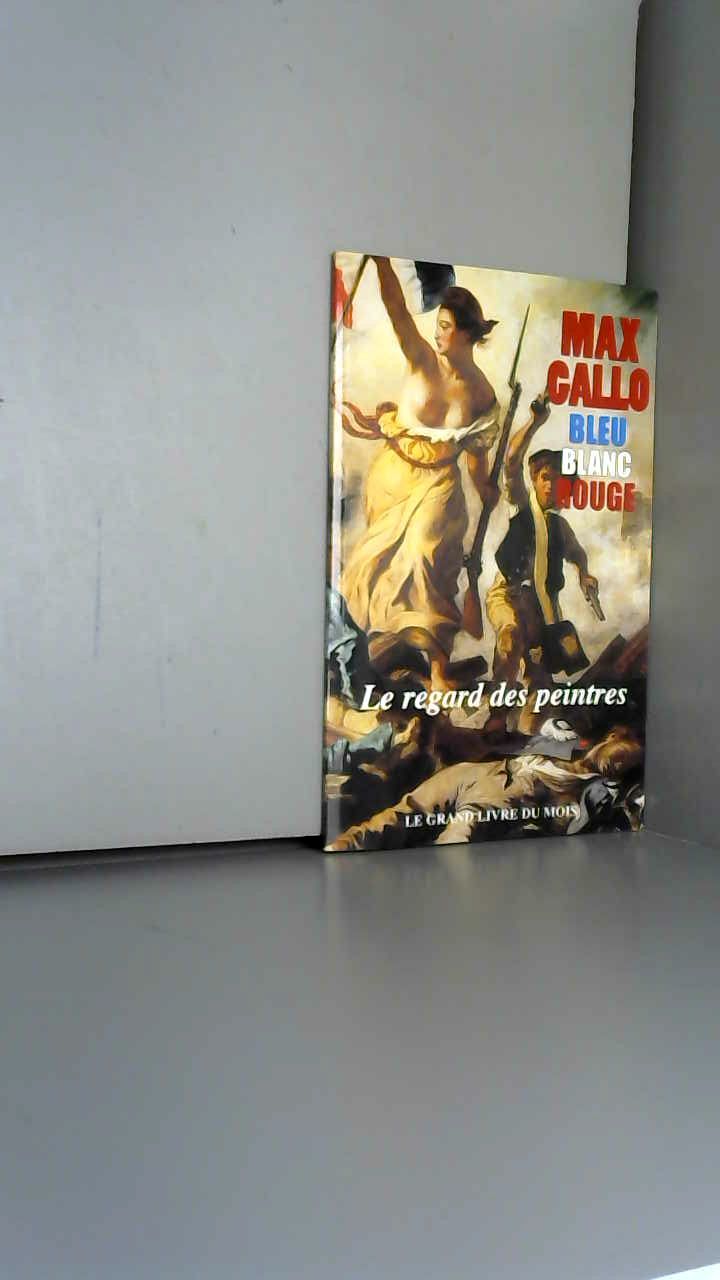 MAX
GALLO
BLEU
BLANC
ROUGE
Le regard des peintres
LE GRAND LIVRE DU MOIS